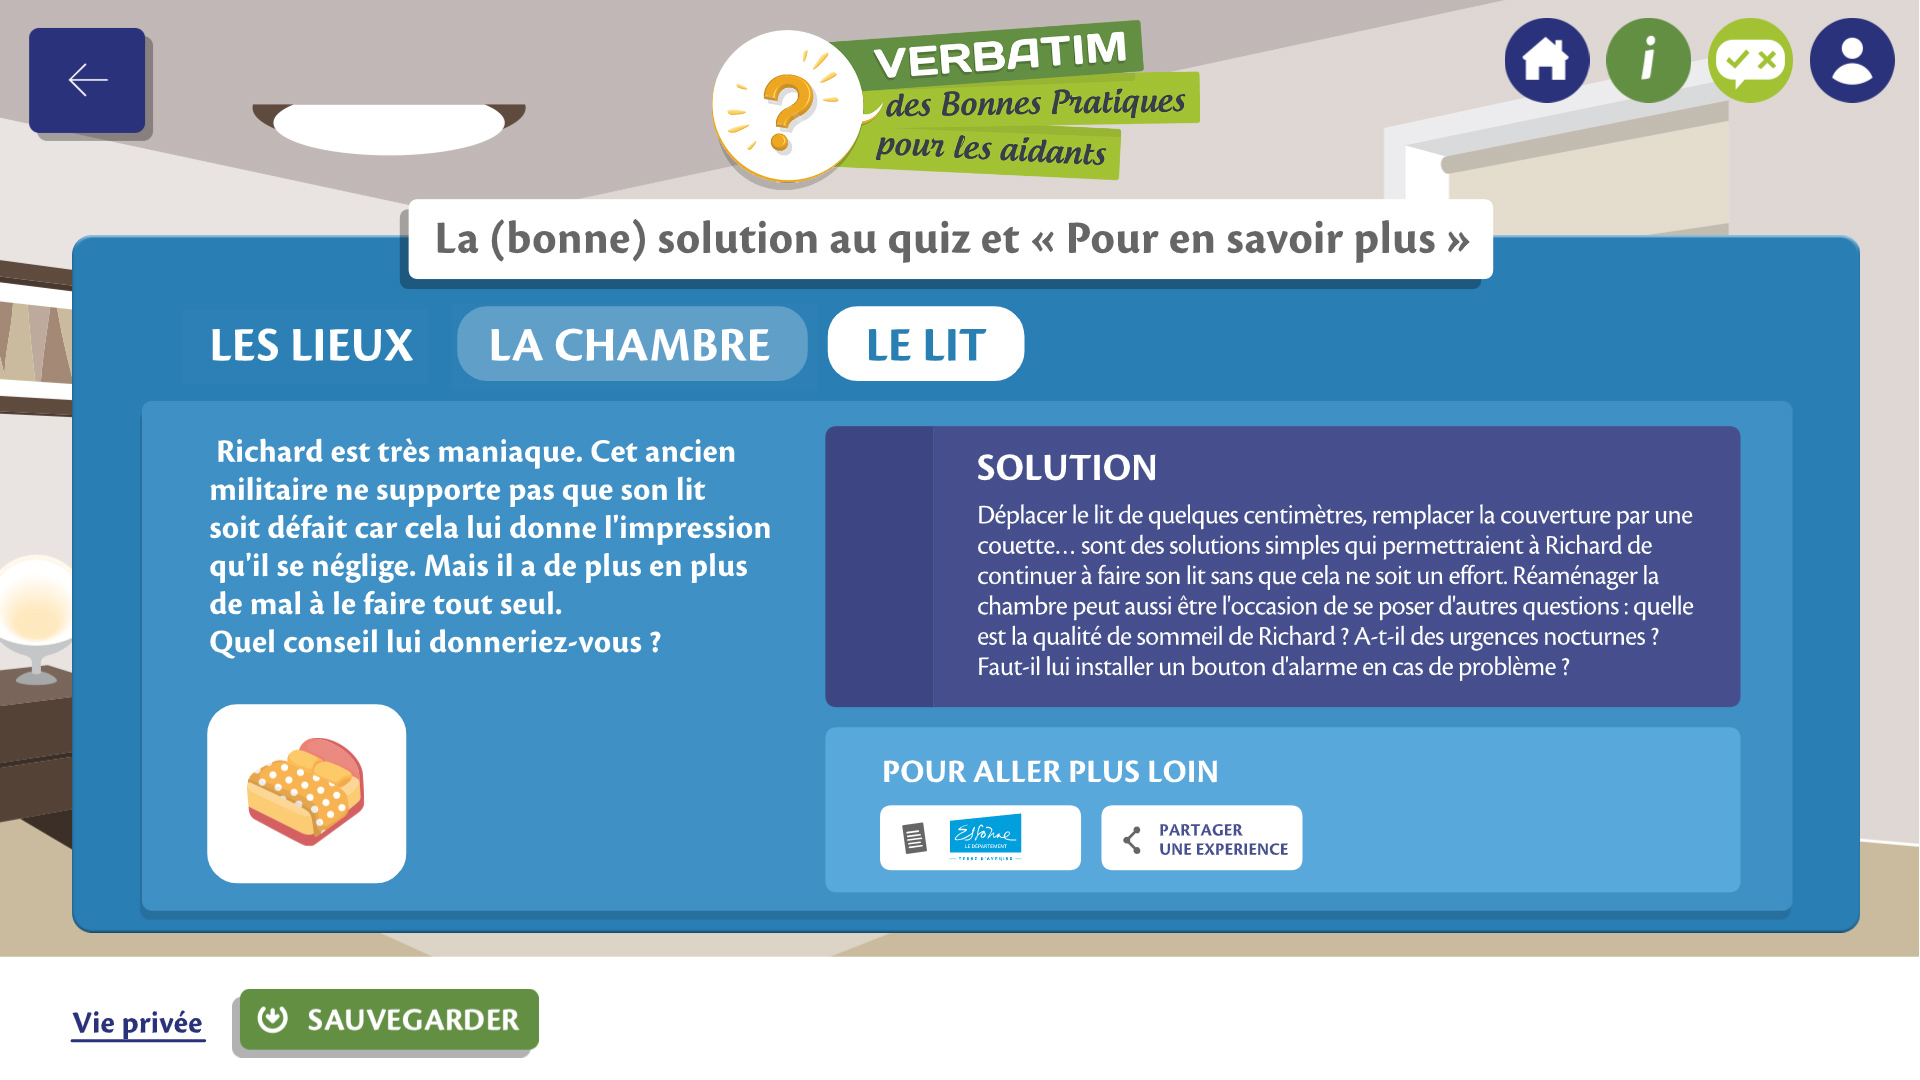 VERBATIM
des Bonnes Pratiques
pour les aidants
La (bonne) solution au quiz et « Pour en savoir plus »
LES LIEUX
LA CHAMBRE
LE LIT
Richard est très maniaque. Cet ancien
militaire ne supporte pas que son lit
soit défait car cela lui donne l'impression
qu'il se néglige. Mais il a de plus en plus
de mal à le faire tout seul.
Quel conseil lui donneriez-vous ?
SOLUTION
Déplacer le lit de quelques centimètres, remplacer la couverture par une
couette… sont des solutions simples qui permettraient à Richard de
continuer à faire son lit sans que cela ne soit un effort. Réaménager la
chambre peut aussi être l'occasion de se poser d'autres questions : quelle
est la qualité de sommeil de Richard ? A-t-il des urgences nocturnes ?
Faut-il lui installer un bouton d'alarme en cas de problème ?
POUR ALLER PLUS LOIN
Essonne
LE DÉPARTEMENT
TERRE D'AVENIRS
PARTAGER
UNE EXPERIENCE
Vie privée
SAUVEGARDER